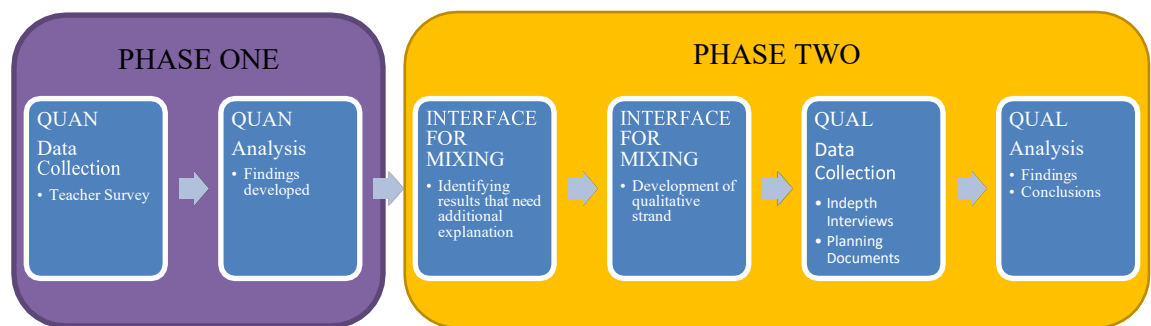 PHASE ONE
QUAN
Data
Collection
• Teacher Survey
QUAN
Analysis
• Findings
developed
PHASE TWO
INTERFACE
FOR
MIXING
• Identifying
results that need
additional
explanation
INTERFACE
FOR
MIXING
• Development of
qualitative
strand
QUAL
Data
Collection
• Indepth
Interviews
• Planning
Documents
QUAL
Analysis
• Findings
• Conclusions